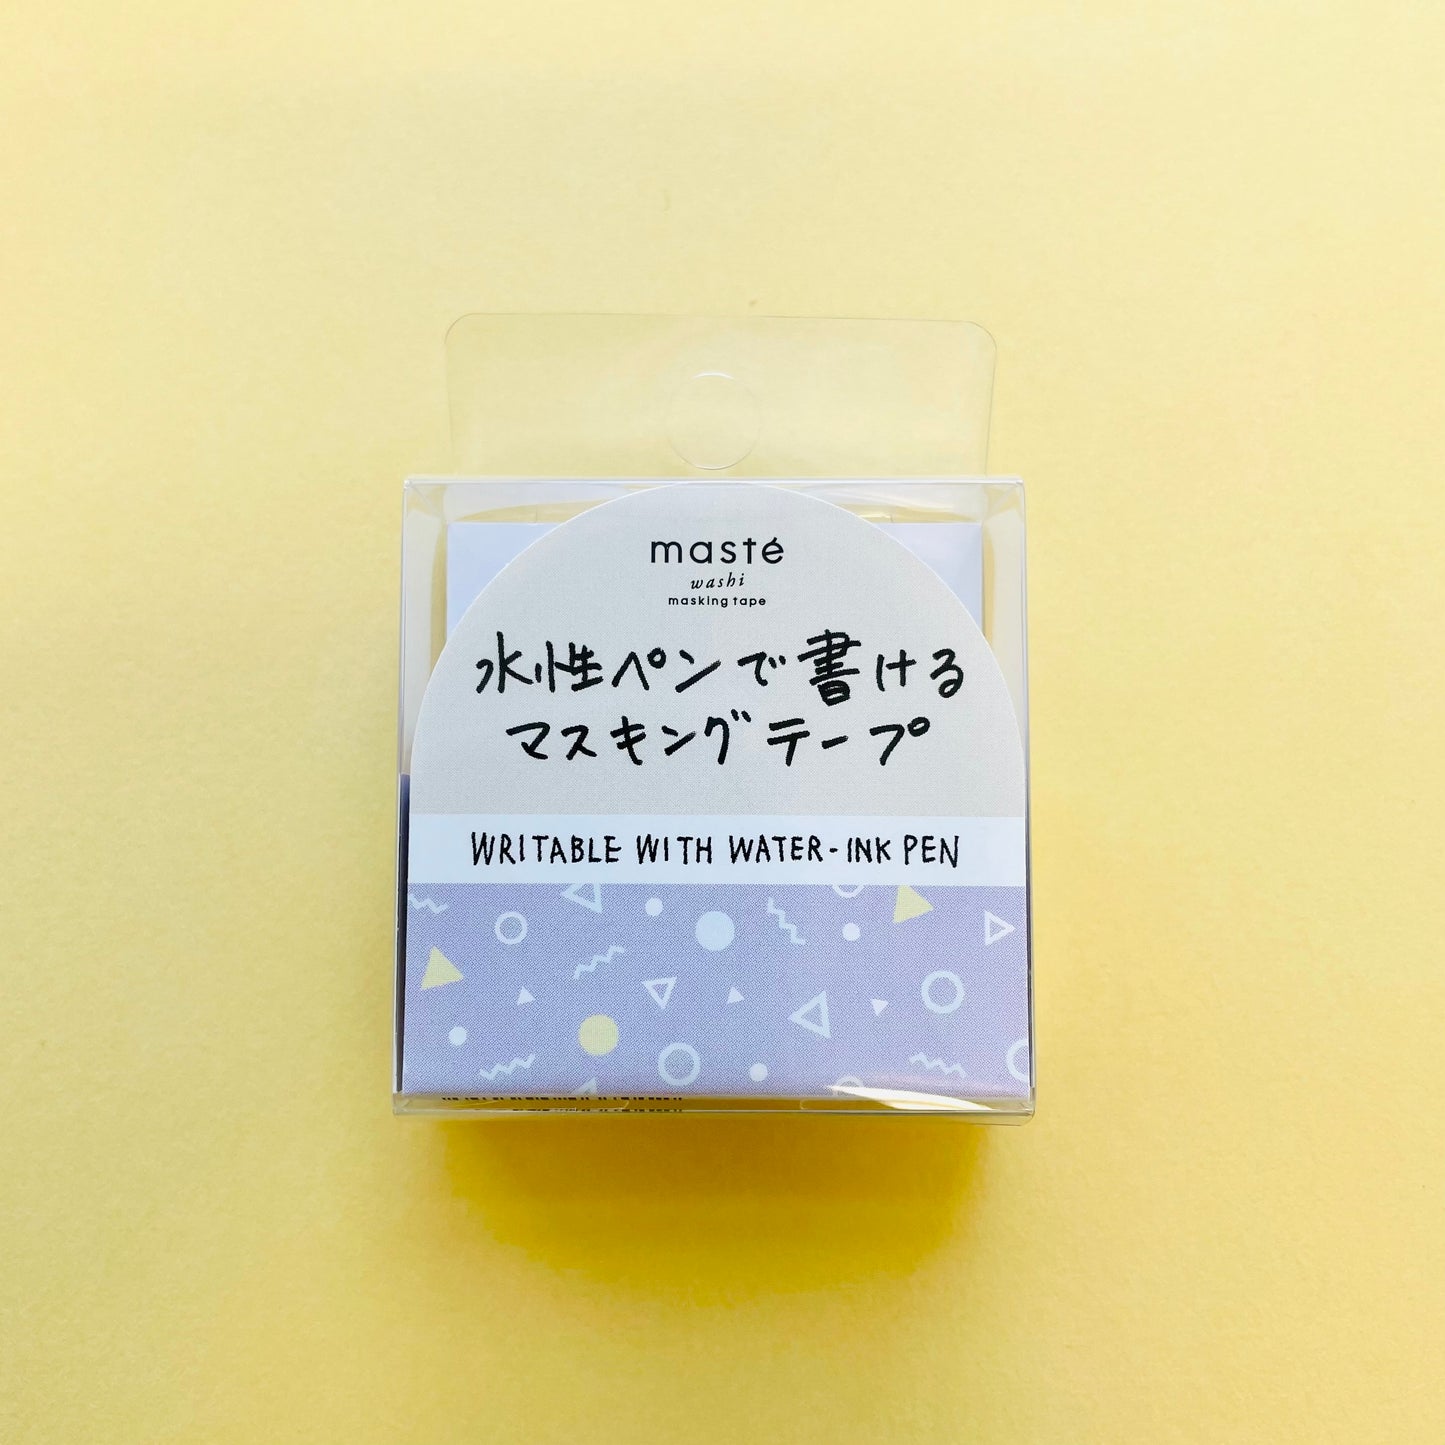 masté
washi
masking tape
水性ペンで書ける
マスキングテープ
WRITABLE WITH WATER-INK PEN